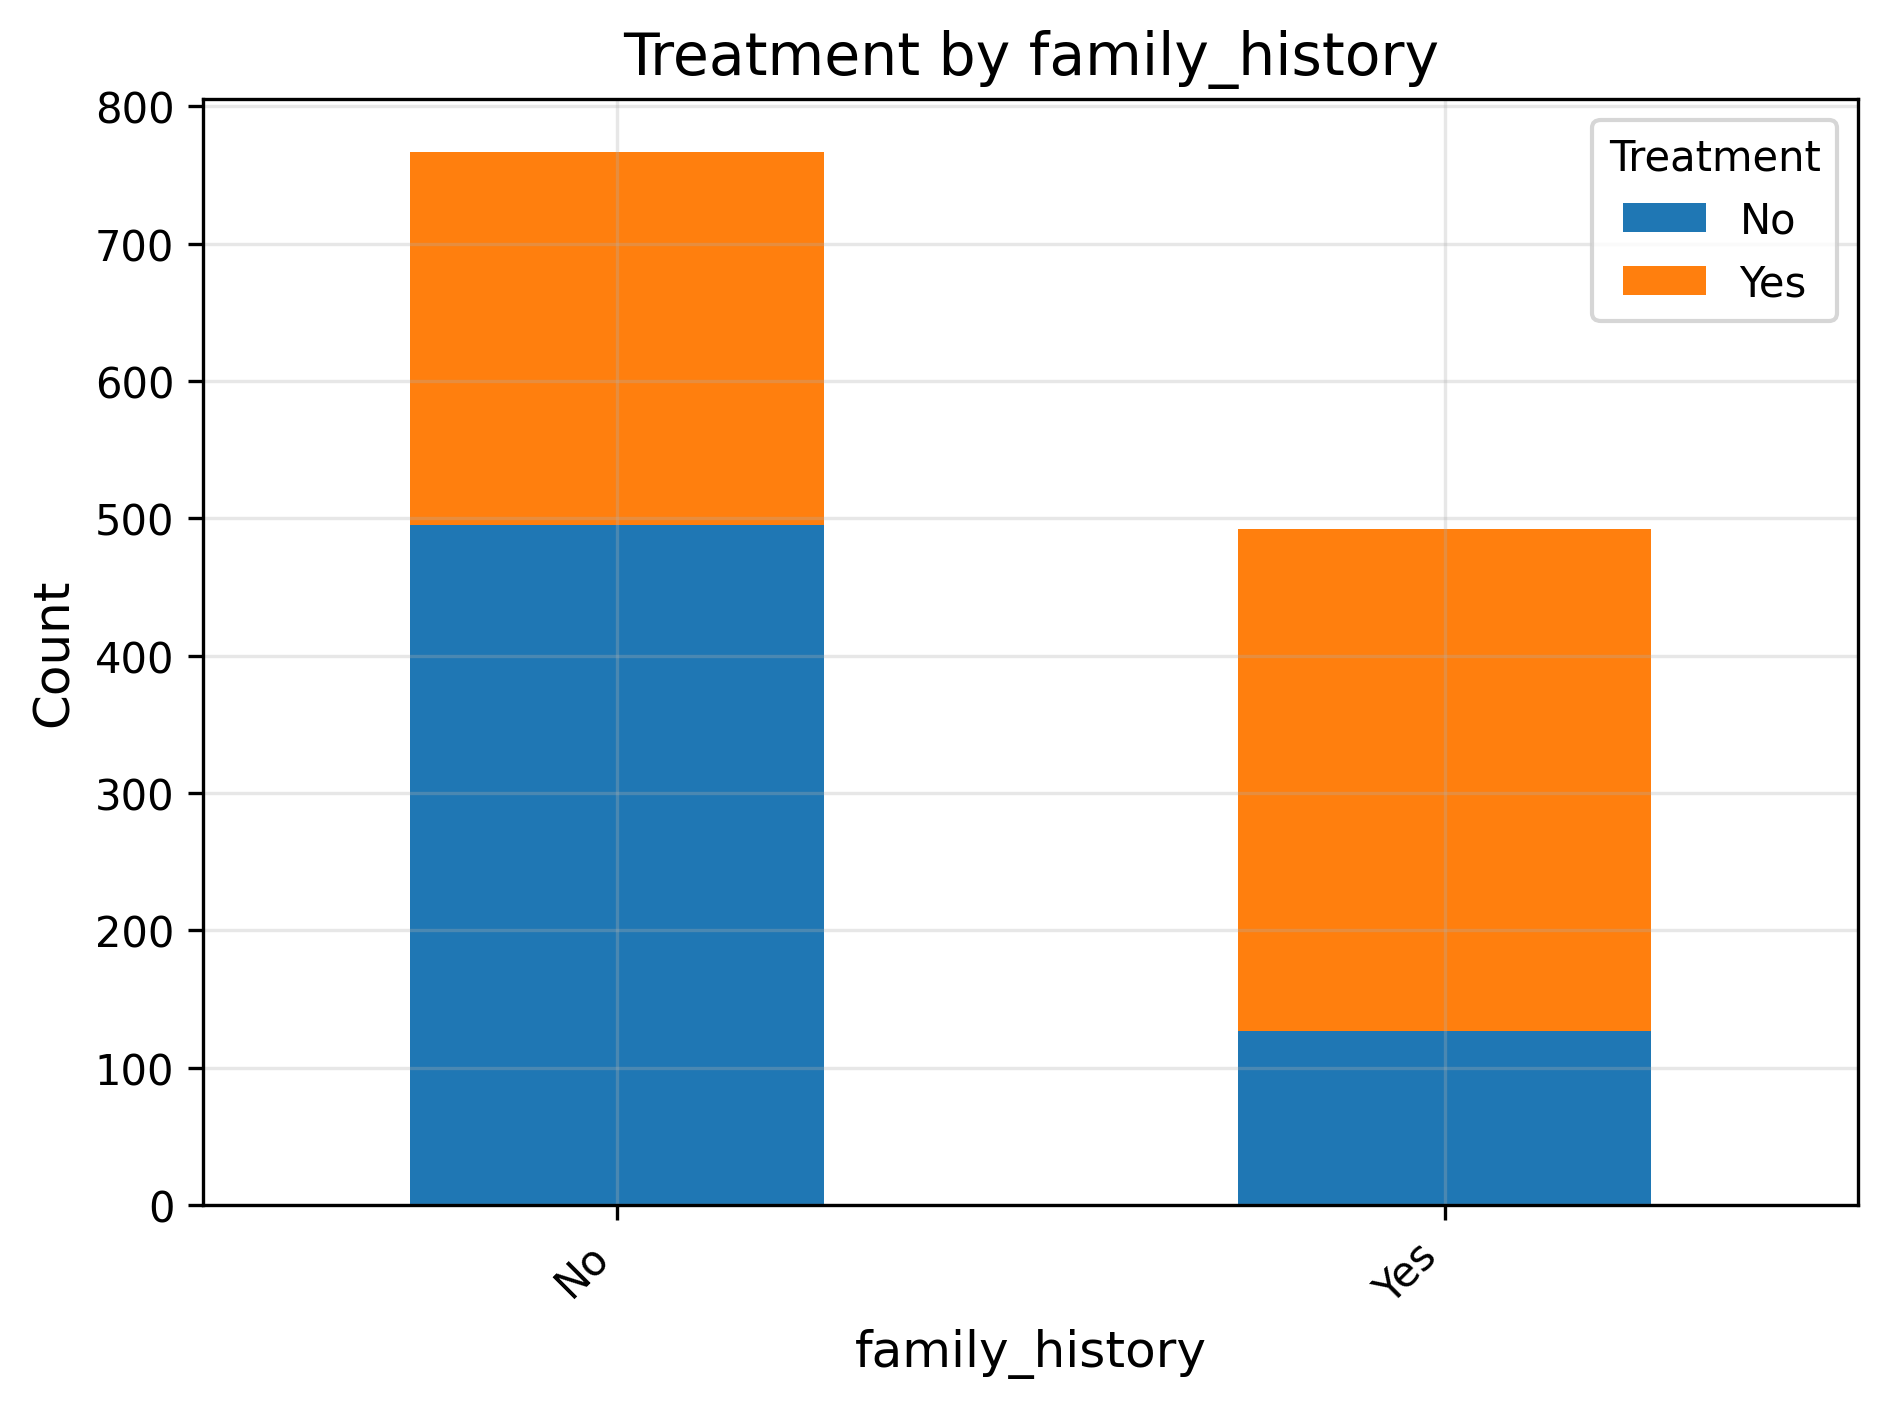 Treatment by family_history
800
700
600
500
400
300
200
100
0
Count
Treatment
No
Yes
No
Yes
family_history